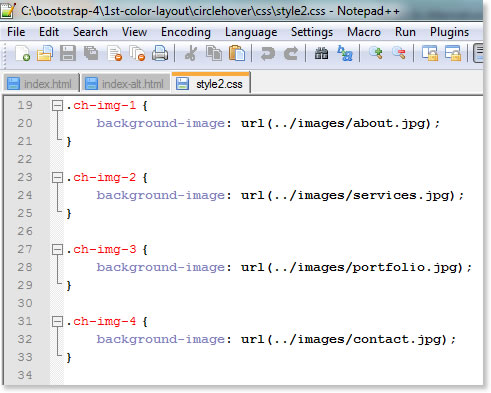 C:\bootstrap-4\1st-color-layout\circlehover\css\style2.css - Notepad++
File Edit Search View Encoding Language Settings Macro Run Plugins
index.html index-alt.html style2.css
19 .ch-img-1 {
20 background-image: url(../images/about.jpg);
21 }
22
23 .ch-img-2 {
24 background-image: url(../images/services.jpg);
25 }
26
27 .ch-img-3 {
28 background-image: url(../images/portfolio.jpg);
29 }
30
31 .ch-img-4 {
32 background-image: url(../images/contact.jpg);
33 }
34